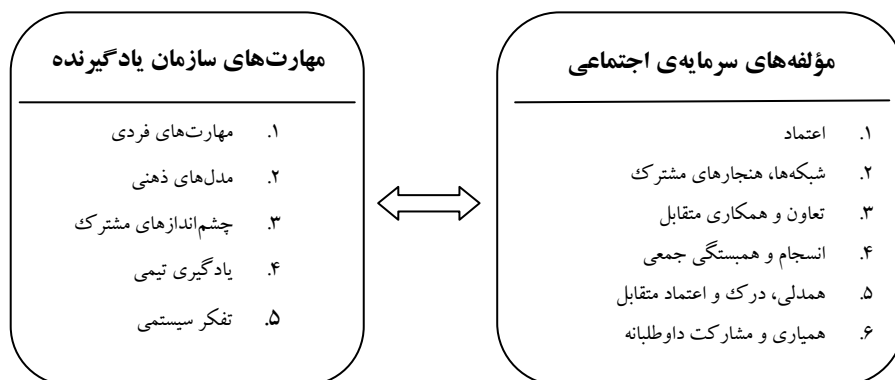 مؤلفه‌های سرمایه‌ی اجتماعی
۱. اعتماد
۲. شبکه‌ها، هنجارهای مشترک
۳. تعاون و همکاری متقابل
۴. انسجام و همبستگی جمعی
۵. همدلی، درک و اعتماد متقابل
۶. همیاری و مشارکت داوطلبانه
مهارت‌های سازمان یادگیرنده
۱. مهارت‌های فردی
۲. مدل‌های ذهنی
۳. چشم‌اندازهای مشترک
۴. یادگیری تیمی
۵. تفکر سیستمی